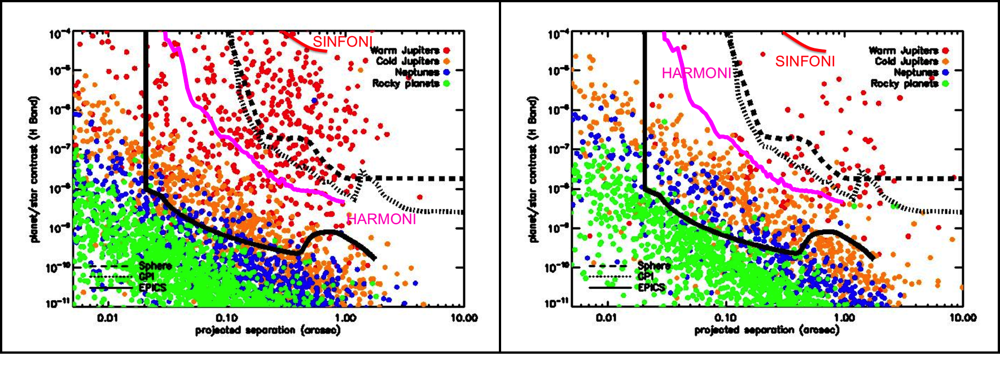 10⁻⁴
10⁻⁵
10⁻⁶
10⁻⁷
10⁻⁸
10⁻⁹
10⁻¹⁰
10⁻¹¹
planet/star contrast (H Band)
SINFONI
Warm Jupiters
Cold Jupiters
Neptunes
Rocky planets
HARMONI
Sphere
GPI
EPICS
0.01 0.10 1.00 10.00
projected separation (arcsec)
10⁻⁴
10⁻⁵
10⁻⁶
10⁻⁷
10⁻⁸
10⁻⁹
10⁻¹⁰
10⁻¹¹
planet/star contrast (H Band)
Warm Jupiters
SINFONI
Cold Jupiters
HARMONI
Neptunes
Rocky planets
Sphere
GPI
EPICS
0.01 0.10 1.00 10.00
projected separation (arcsec)